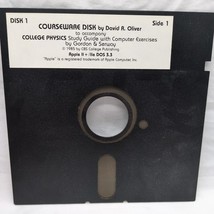 DISK 1
Side 1
COURSEWARE DISK by David R. Oliver
to accompany
COLLEGE PHYSICS Study Guide with Computer Exercises
by Gordon & Serway
© 1985 by CBS College Publishing
Apple II + IIe DOS 3.3
"Apple" is a registered trademark of Apple Computer, Inc.